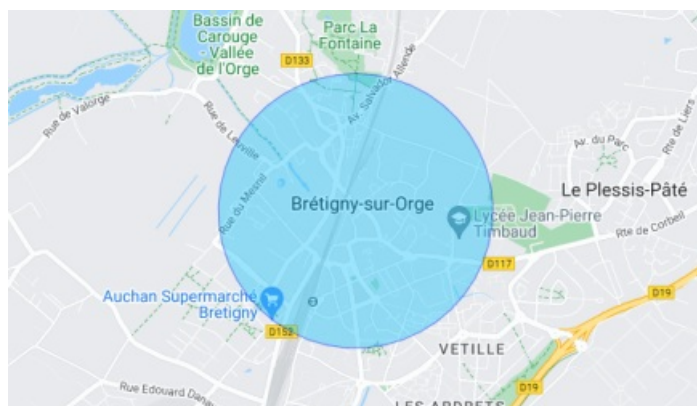 Bassin de
Carouge -
Vallée
de l'Orge
Parc La
Fontaine
D133
Av. Salvador Allende
Rue de Valorge
Rue de Leuville
Rue du Mesnil
Av. du Parc
Rte de Liers
Le Plessis-Pâté
Brétigny-sur-Orge
Lycée Jean-Pierre
Timbaud
Rte de Corbeil
D117
D19
Auchan Supermarché
Bretigny
D152
VETILLE
Rue Edouard Danau
D19
LES ARDRETS